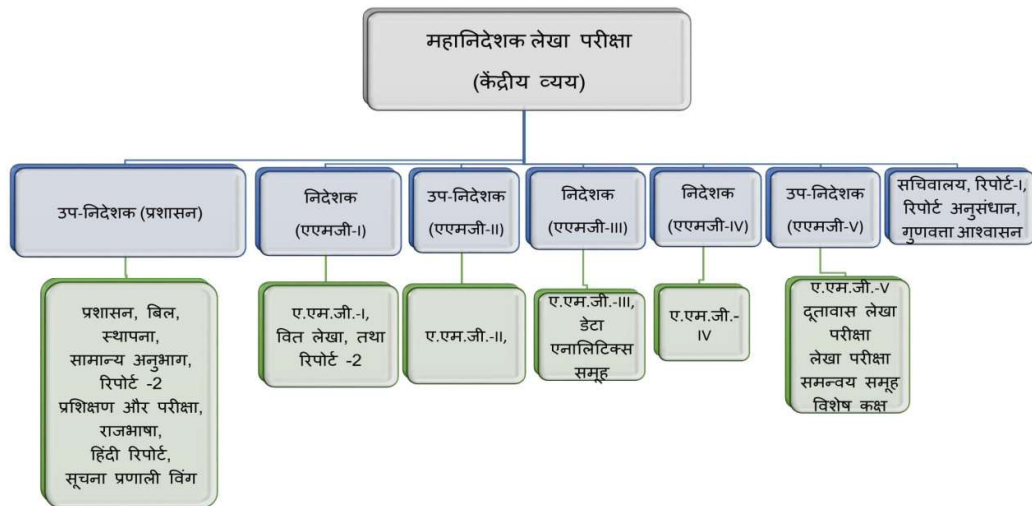 महानिदेशक लेखा परीक्षा
(केंद्रीय व्यय)
उप-निदेशक (प्रशासन)
निदेशक
(एएमजी-I)
उप-निदेशक
(एएमजी-II)
निदेशक
(एएमजी-III)
निदेशक
(एएमजी-IV)
उप-निदेशक
(एएमजी-V)
सचिवालय, रिपोर्ट-I,
रिपोर्ट अनुसंधान,
गुणवत्ता आश्वासन
प्रशासन, बिल,
स्थापना,
सामान्य अनुभाग,
रिपोर्ट -2
प्रशिक्षण और परीक्षा,
राजभाषा,
हिंदी रिपोर्ट,
सूचना प्रणाली विंग
ए.एम.जी.-I,
वित लेखा, तथा
रिपोर्ट -2
ए.एम.जी.-II,
ए.एम.जी.-III,
डेटा
एनालिटिक्स
समूह
ए.एम.जी.-
IV
ए.एम.जी.-V
दूतावास लेखा
परीक्षा
लेखा परीक्षा
समन्वय समूह
विशेष कक्ष